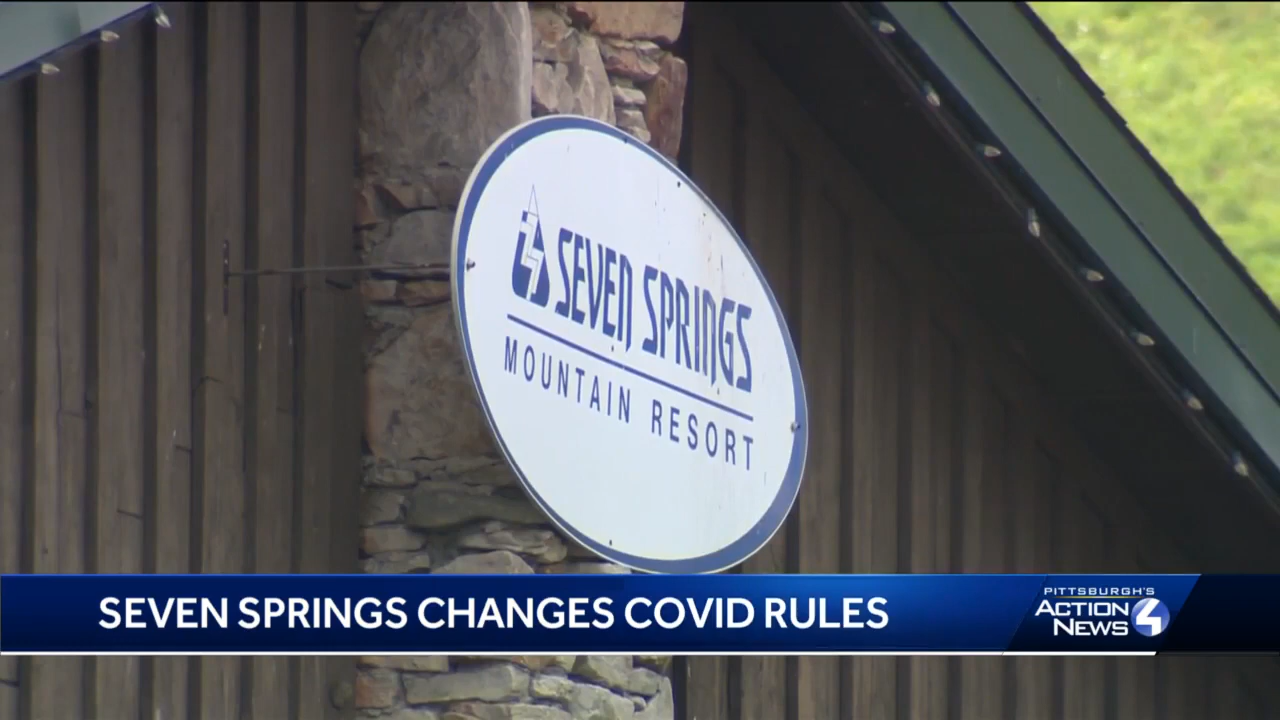 SEVEN SPRINGS
MOUNTAIN RESORT
SEVEN SPRINGS CHANGES COVID RULES
PITTSBURGH'S
ACTION
NEWS 4